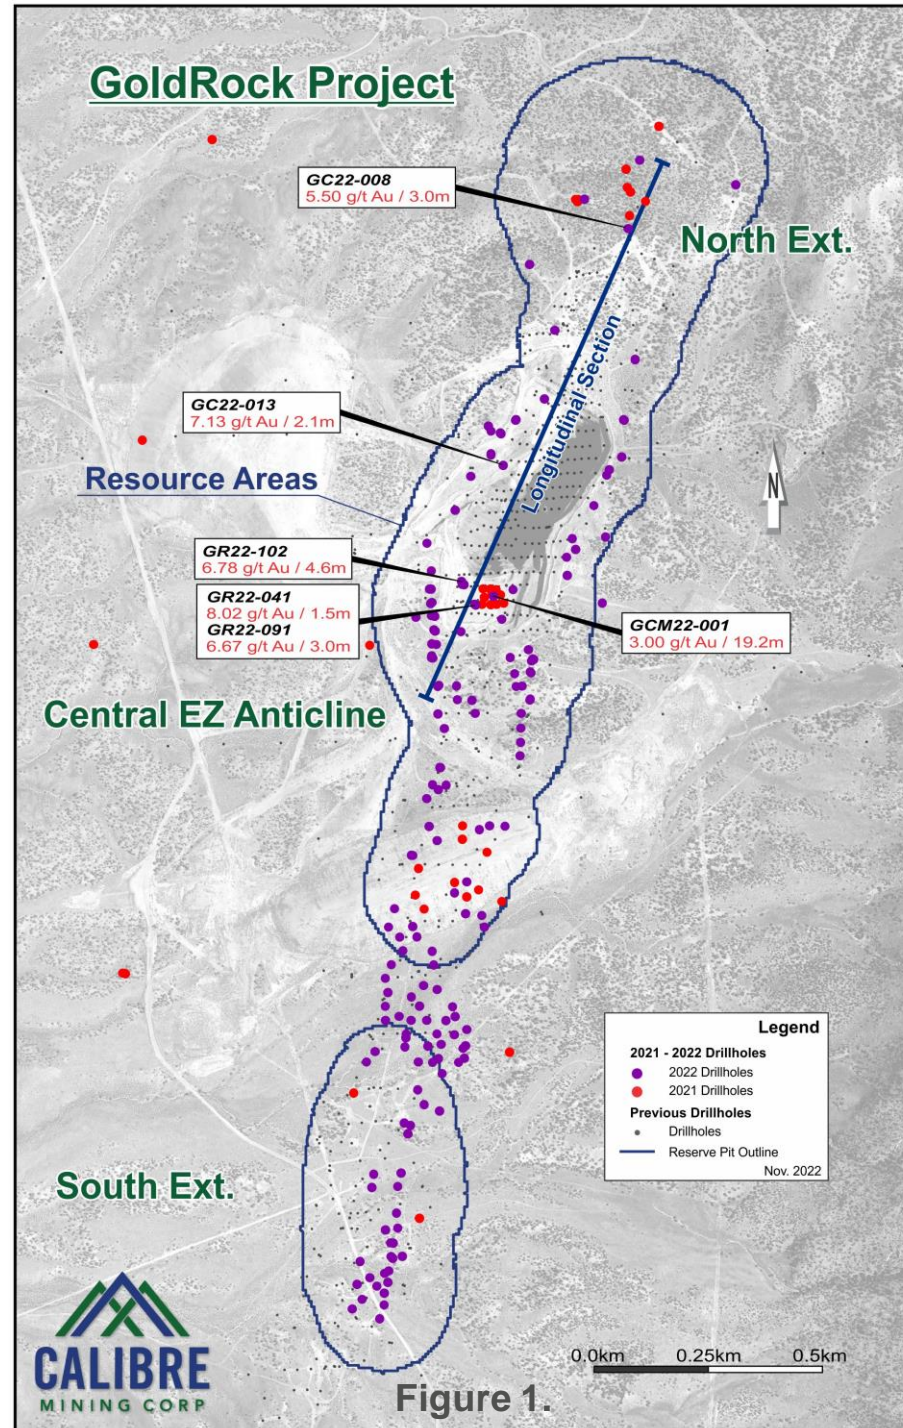 GoldRock Project
GC22-008
5.50 g/t Au / 3.0m
North Ext.
Longitudinal Section
GC22-013
7.13 g/t Au / 2.1m
Resource Areas
N
GR22-102
6.78 g/t Au / 4.6m
GR22-041
8.02 g/t Au / 1.5m
GR22-091
6.67 g/t Au / 3.0m
GCM22-001
3.00 g/t Au / 19.2m
Central EZ Anticline
Legend
2021 - 2022 Drillholes
2022 Drillholes
2021 Drillholes
Previous Drillholes
Drillholes
Reserve Pit Outline
Nov. 2022
South Ext.
CALIBRE
MINING CORP
0.0km 0.25km 0.5km
Figure 1.